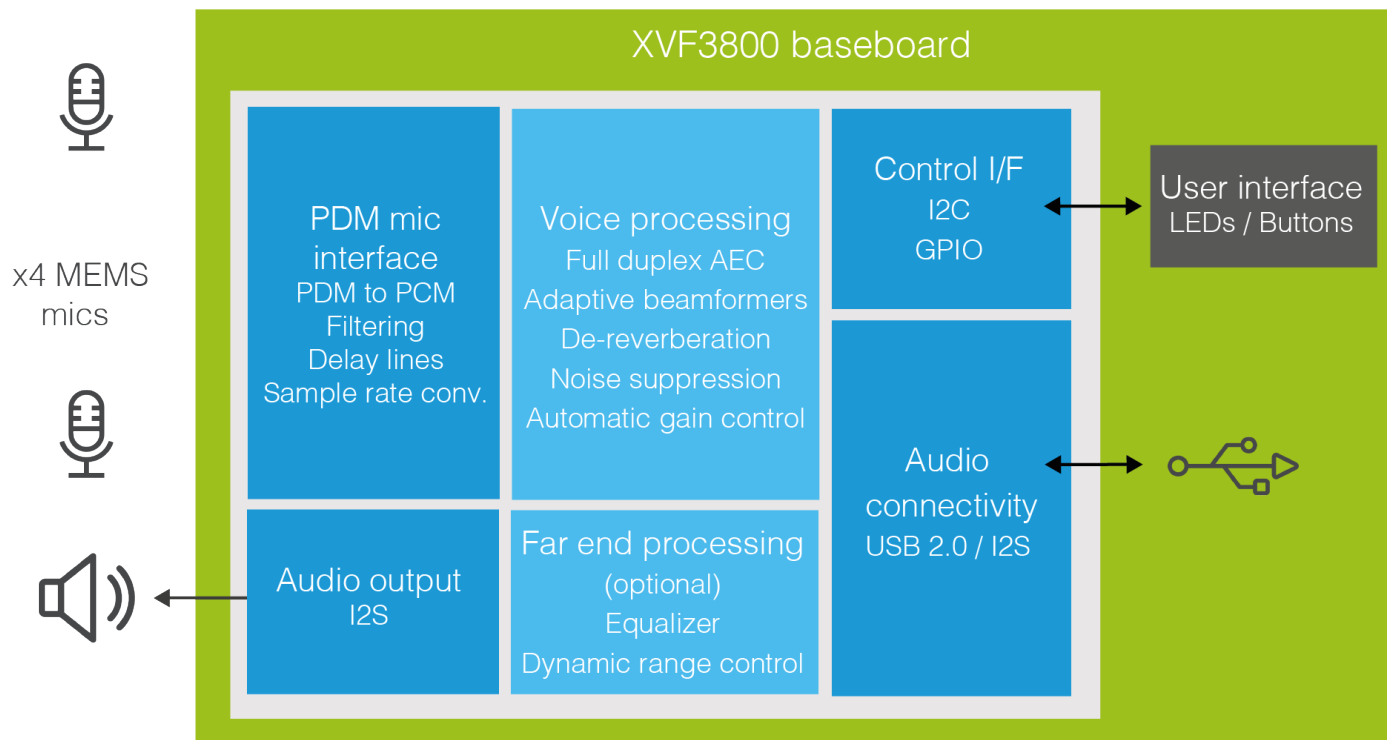 XVF3800 baseboard
x4 MEMS
mics
PDM mic
interface
PDM to PCM
Filtering
Delay lines
Sample rate conv.
Voice processing
Full duplex AEC
Adaptive beamformers
De-reverberation
Noise suppression
Automatic gain control
Control I/F
I2C
GPIO
User interface
LEDs / Buttons
Audio
connectivity
USB 2.0 / I2S
Audio output
I2S
Far end processing
(optional)
Equalizer
Dynamic range control